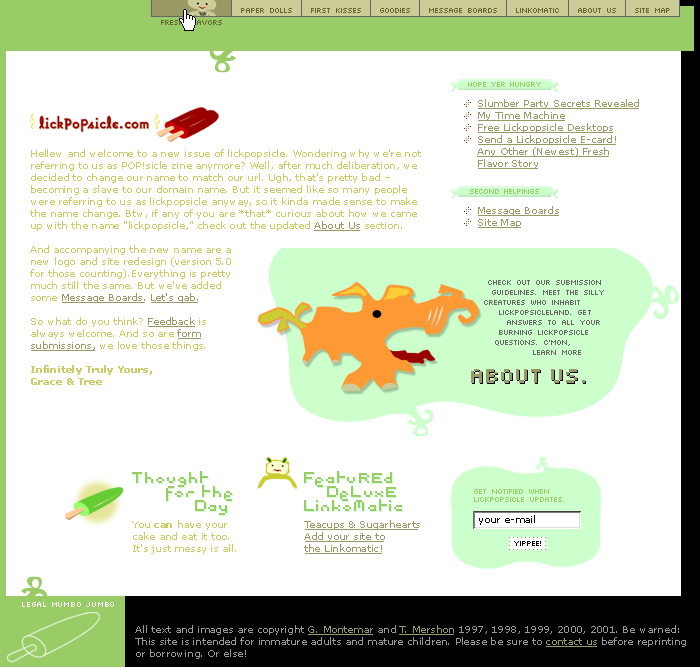 PAPER DOLLS FIRST KISSES GOODIES MESSAGE BOARDS LINKOMATIC ABOUT US SITE MAP
HOPE YER HUNGRY
Slumber Party Secrets Revealed
My Time Machine
Free Lickpopsicle Desktops
Send a Lickpopsicle E-card!
Any Other (Newest) Fresh
Flavor Story
SECOND HELPINGS
Message Boards
Site Map
lickPoPsicle.com
Hellew and welcome to a new issue of lickpopsicle. Wondering why we're not
referring to us as POP!sicle zine anymore? Well, after much deliberation, we
decided to change our name to match our url. Ugh, that's pretty bad –
becoming a slave to our domain name. But it seemed like so many people
were referring to us as lickpopsicle anyway, so it kinda made sense to make
the name change. Btw, if any of you are *that* curious about how we came
up with the name "lickpopsicle," check out the updated About Us section.
And accompanying the new name are a
new logo and site redesign (version 5.0
for those counting).Everything is pretty
much still the same. But we've added
some Message Boards. Let's gab.
So what do you think? Feedback is
always welcome. And so are form
submissions, we love those things.
Infinitely Truly Yours,
Grace & Tree
CHECK OUT OUR SUBMISSION
GUIDELINES. MEET THE SILLY
CREATURES WHO INHABIT
LICKPOPSICLELAND. GET
ANSWERS TO ALL YOUR
BURNING LICKPOPSICLE
QUESTIONS. C'MON,
LEARN MORE
ABOUT US.
Thought
for the
Day
You can have your
cake and eat it too.
It's just messy is all.
FeatuREd
DeLuxE
LinkoMatic
Teacups & Sugarhearts
Add your site to
the Linkomatic!
GET NOTIFIED WHEN
LICKPOPSICLE UPDATES.
your e-mail
YIPPEE!
LEGAL MUMBO JUMBO
All text and images are copyright G. Montemar and T. Mershon 1997, 1998, 1999, 2000, 2001. Be warned:
This site is intended for immature adults and mature children. Please be sure to contact us before reprinting
or borrowing. Or else!